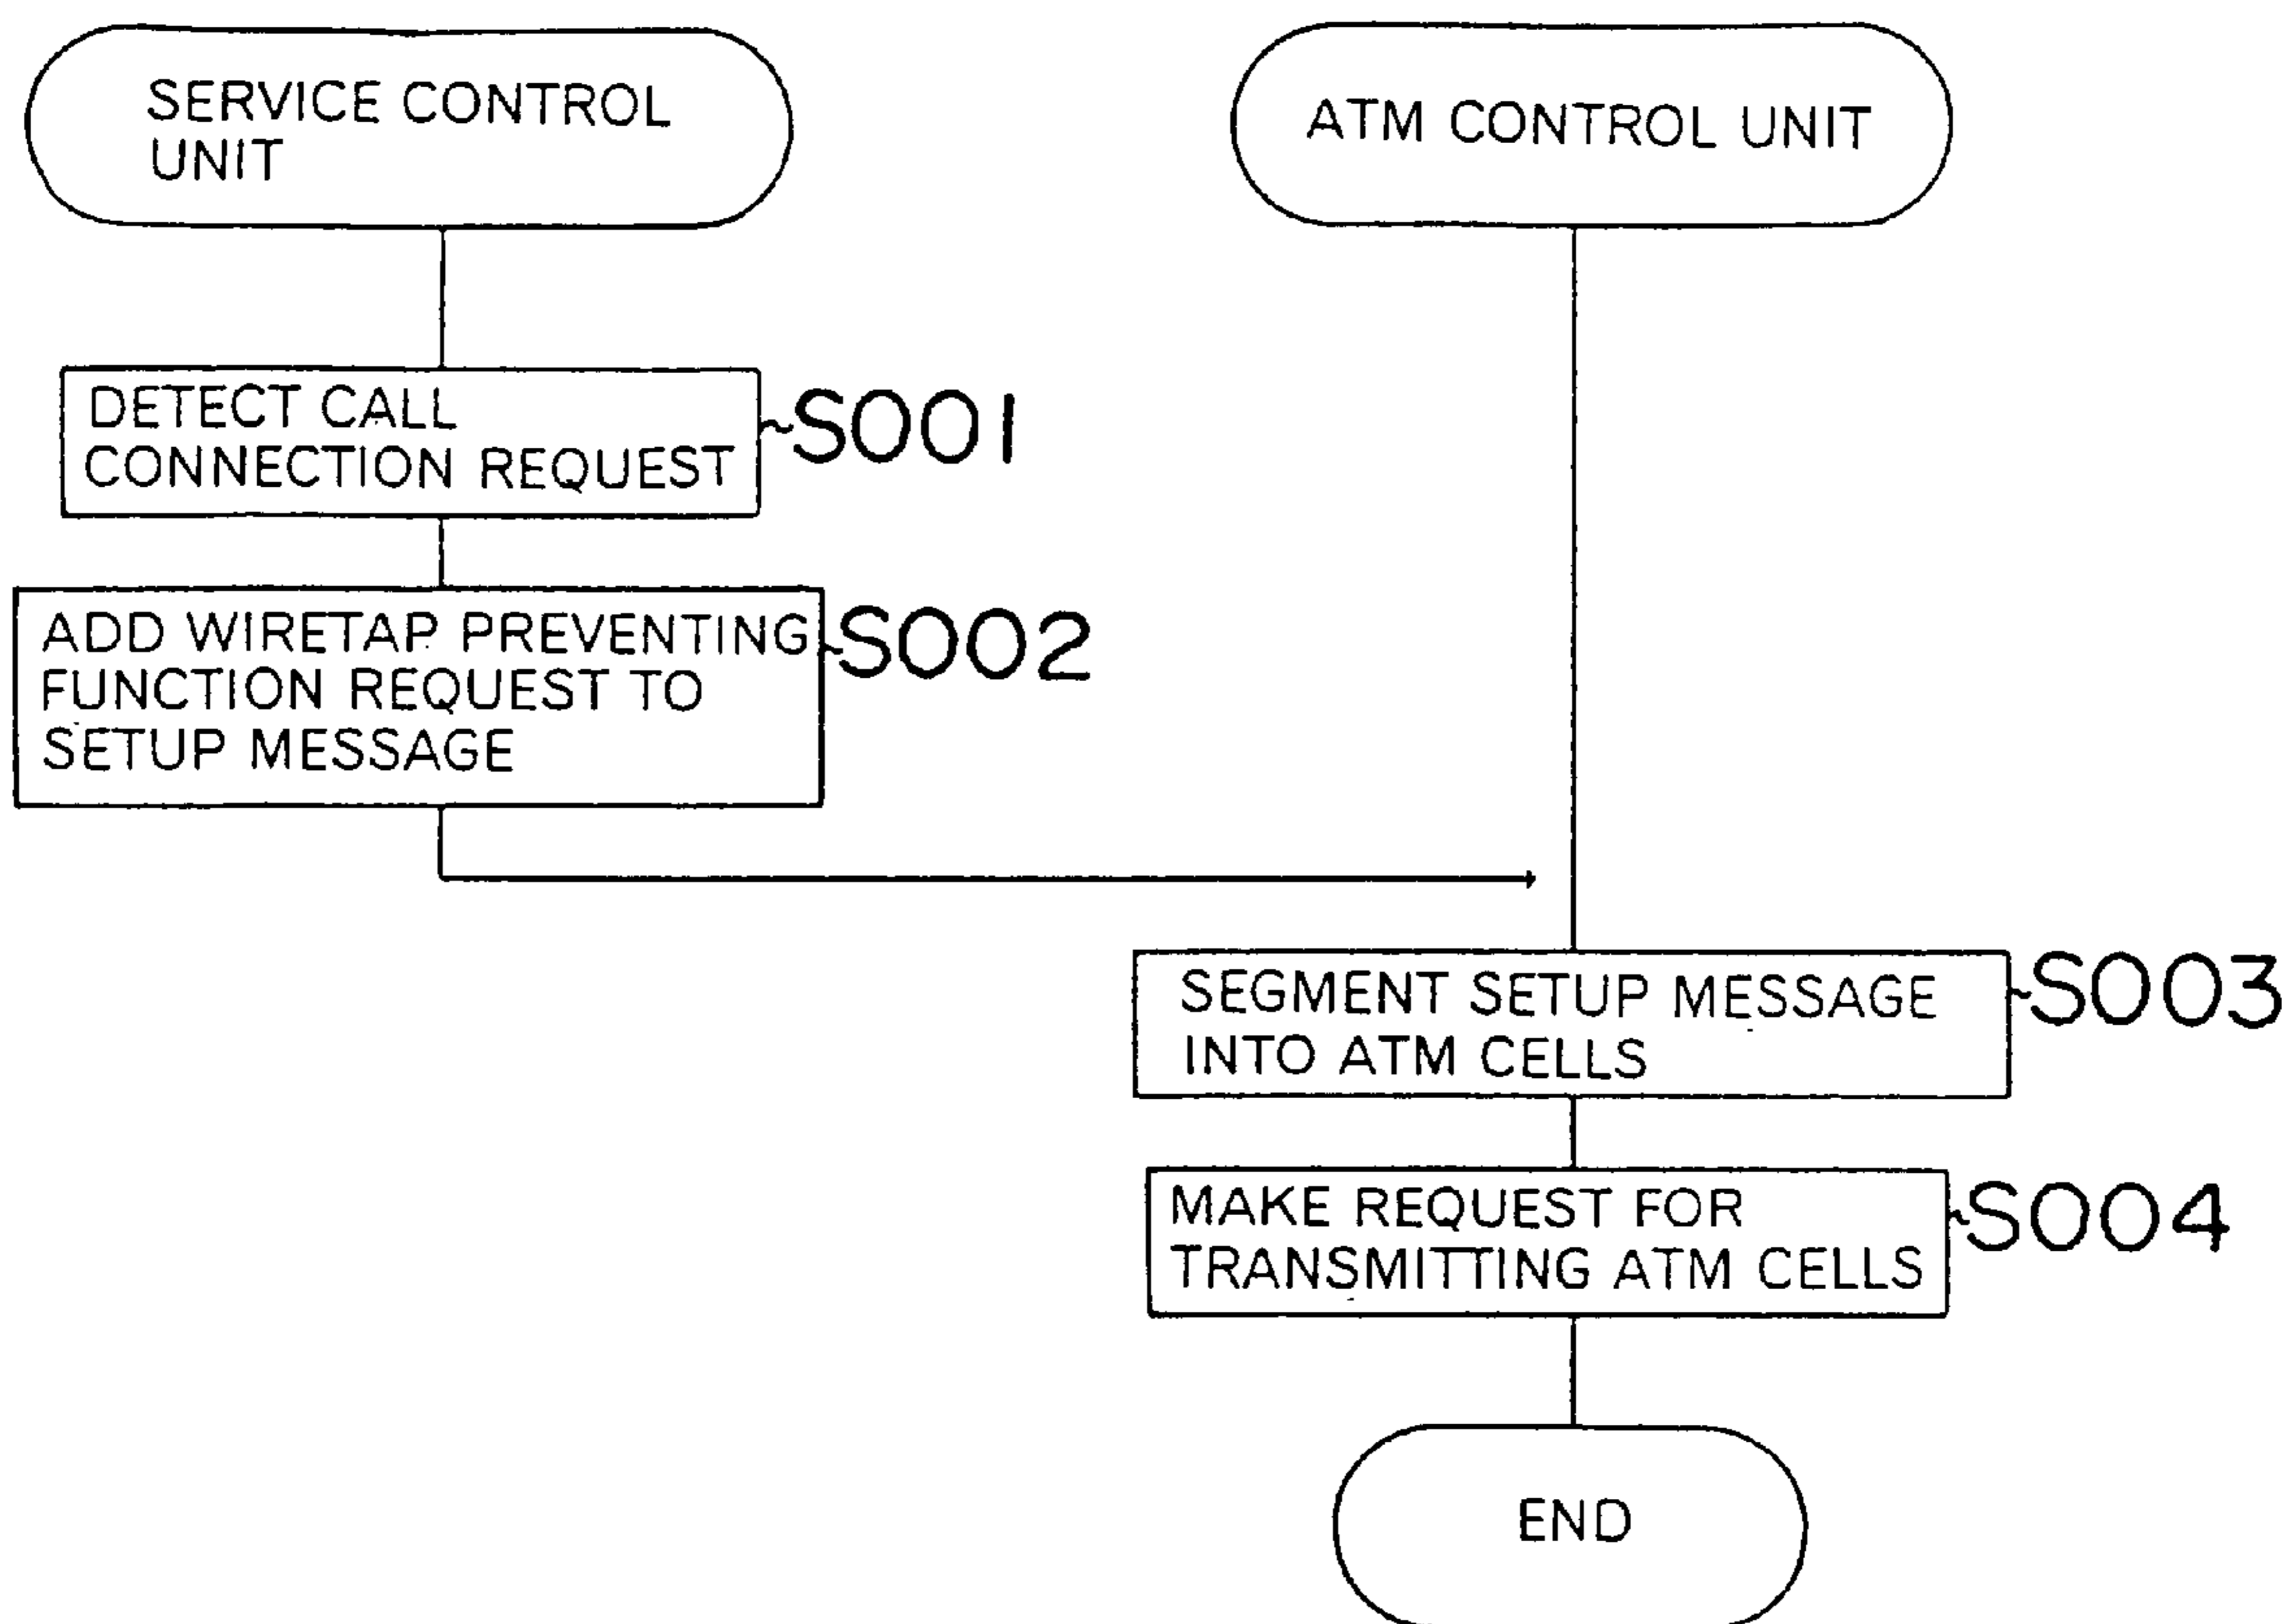 SERVICE CONTROL
UNIT
ATM CONTROL UNIT
DETECT CALL
CONNECTION REQUEST
S001
ADD WIRETAP PREVENTING
FUNCTION REQUEST TO
SETUP MESSAGE
S002
SEGMENT SETUP MESSAGE
INTO ATM CELLS
S003
MAKE REQUEST FOR
TRANSMITTING ATM CELLS
S004
END